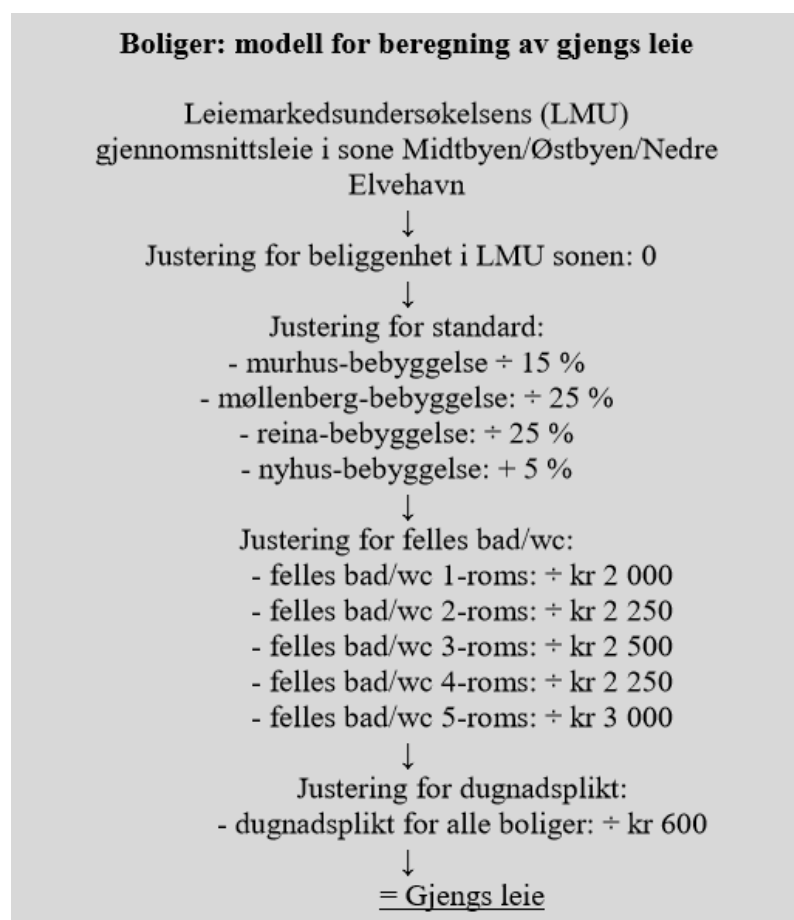 Boliger: modell for beregning av gjengs leie
Leiemarkedsundersøkelsens (LMU)
gjennomsnittsleie i sone Midtbyen/Østbyen/Nedre
Elvehavn
↓
Justering for beliggenhet i LMU sonen: 0
↓
Justering for standard:
- murhus-bebyggelse ÷ 15 %
- møllenberg-bebyggelse: ÷ 25 %
- reina-bebyggelse: ÷ 25 %
- nyhus-bebyggelse: + 5 %
↓
Justering for felles bad/wc:
- felles bad/wc 1-roms: ÷ kr 2 000
- felles bad/wc 2-roms: ÷ kr 2 250
- felles bad/wc 3-roms: ÷ kr 2 500
- felles bad/wc 4-roms: ÷ kr 2 250
- felles bad/wc 5-roms: ÷ kr 3 000
↓
Justering for dugnadsplikt:
- dugnadsplikt for alle boliger: ÷ kr 600
↓
= Gjengs leie